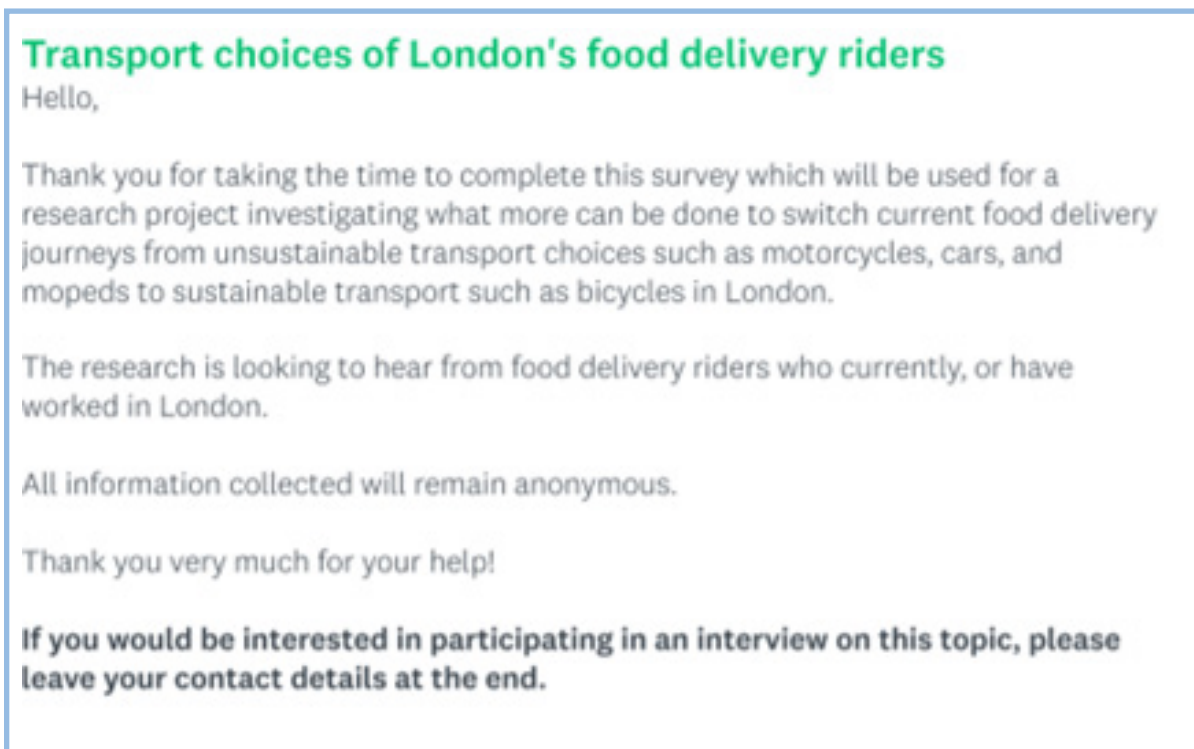 Transport choices of London's food delivery riders
Hello,
Thank you for taking the time to complete this survey which will be used for a
research project investigating what more can be done to switch current food delivery
journeys from unsustainable transport choices such as motorcycles, cars, and
mopeds to sustainable transport such as bicycles in London.
The research is looking to hear from food delivery riders who currently, or have
worked in London.
All information collected will remain anonymous.
Thank you very much for your help!
If you would be interested in participating in an interview on this topic, please
leave your contact details at the end.